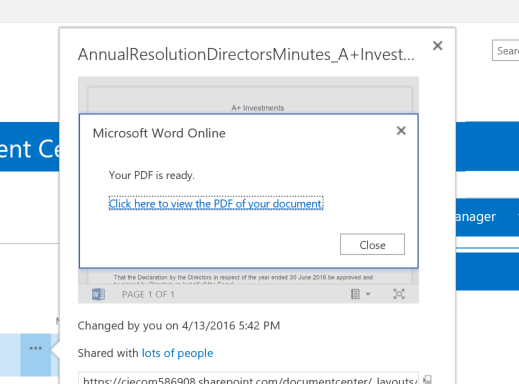 AnnualResolutionDirectorsMinutes_A+Invest...
Sear
A+ Investments
ent Ce
Microsoft Word Online
Your PDF is ready.
Click here to view the PDF of your document.
anager
Close
That the Declaration by the Directors in respect of the year ended 30 June 2016 be approved and
PAGE 1 OF 1
Changed by you on 4/13/2016 5:42 PM
Shared with lots of people
https://ciecom586908.sharepoint.com/documentcenter/_layouts/